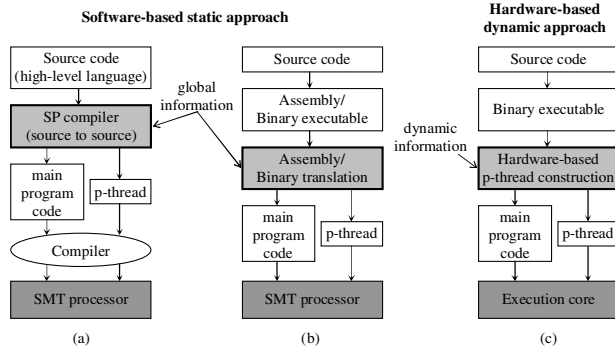 Software-based static approach
Hardware-based
dynamic approach
Source code
(high-level language)
SP compiler
(source to source)
main
program
code
p-thread
Compiler
SMT processor
(a)
global
information
Source code
Assembly/
Binary executable
Assembly/
Binary translation
main
program
code
p-thread
SMT processor
(b)
dynamic
information
Source code
Binary executable
Hardware-based
p-thread construction
main
program
code
p-thread
Execution core
(c)